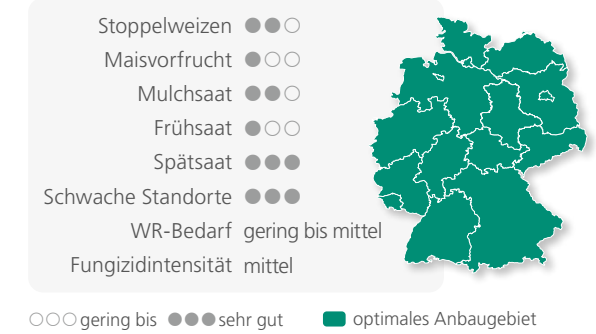 Stoppelweizen ●●○
Maisvorfrucht ●○○
Mulchsaat ●●○
Frühsaat ●○○
Spätsaat ●●●
Schwache Standorte ●●●
WR-Bedarf gering bis mittel
Fungizidintensität mittel
○○○ gering bis ●●● sehr gut optimales Anbaugebiet